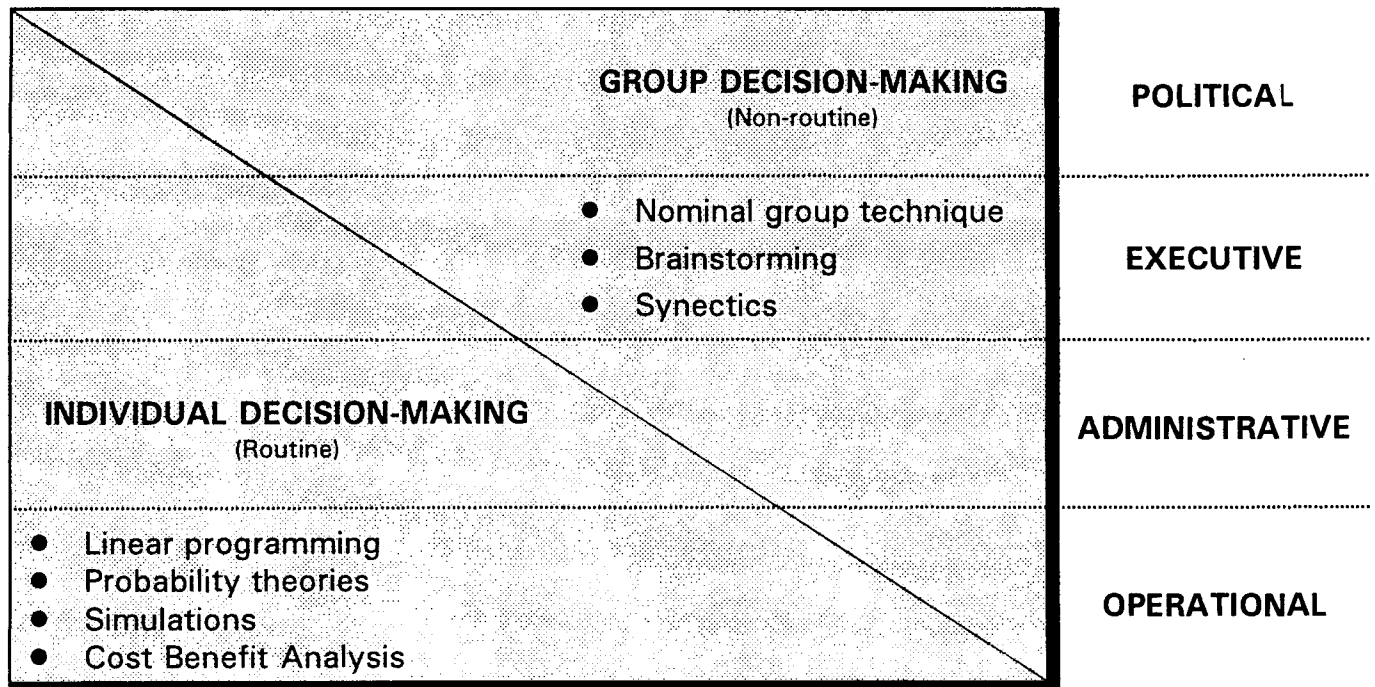 GROUP DECISION-MAKING
(Non-routine)
POLITICAL
● Nominal group technique
● Brainstorming
● Synectics
EXECUTIVE
INDIVIDUAL DECISION-MAKING
(Routine)
ADMINISTRATIVE
● Linear programming
● Probability theories
● Simulations
● Cost Benefit Analysis
OPERATIONAL